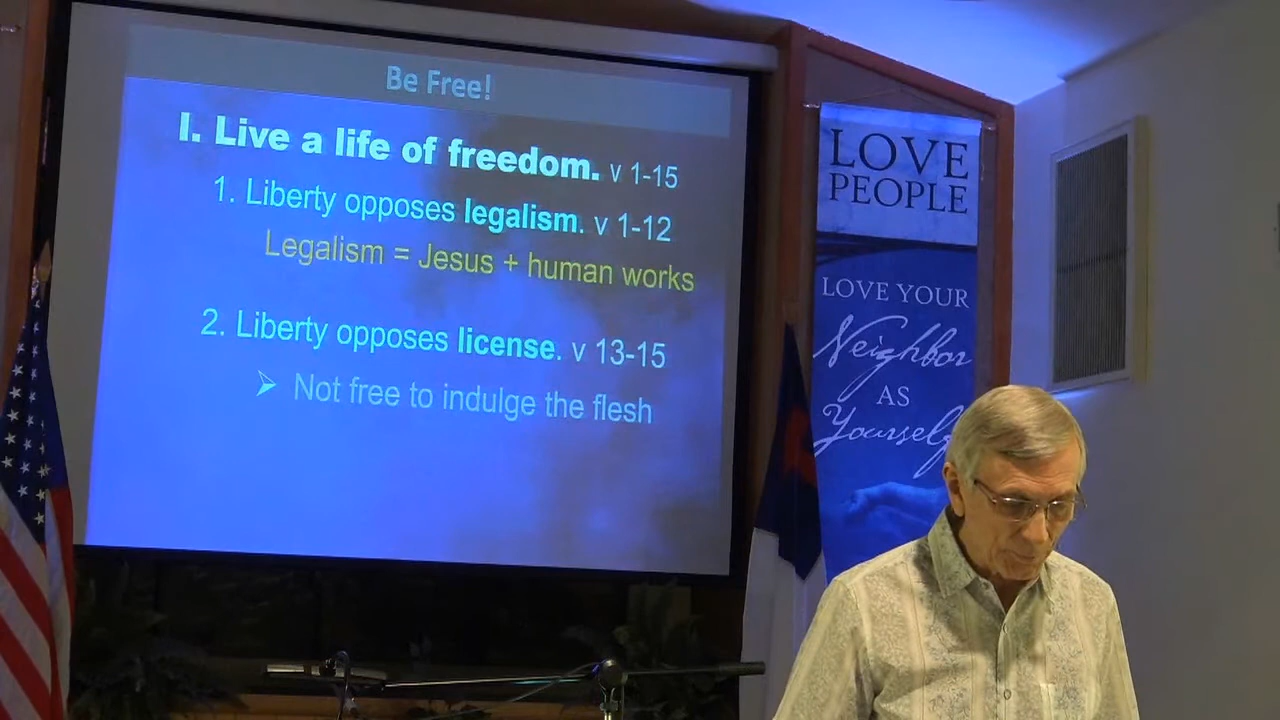 Be Free!
I. Live a life of freedom. v 1-15
1. Liberty opposes legalism. v 1-12
Legalism = Jesus + human works
2. Liberty opposes license. v 13-15
➢ Not free to indulge the flesh
LOVE
PEOPLE
LOVE YOUR
Neighbor
AS
Yourself